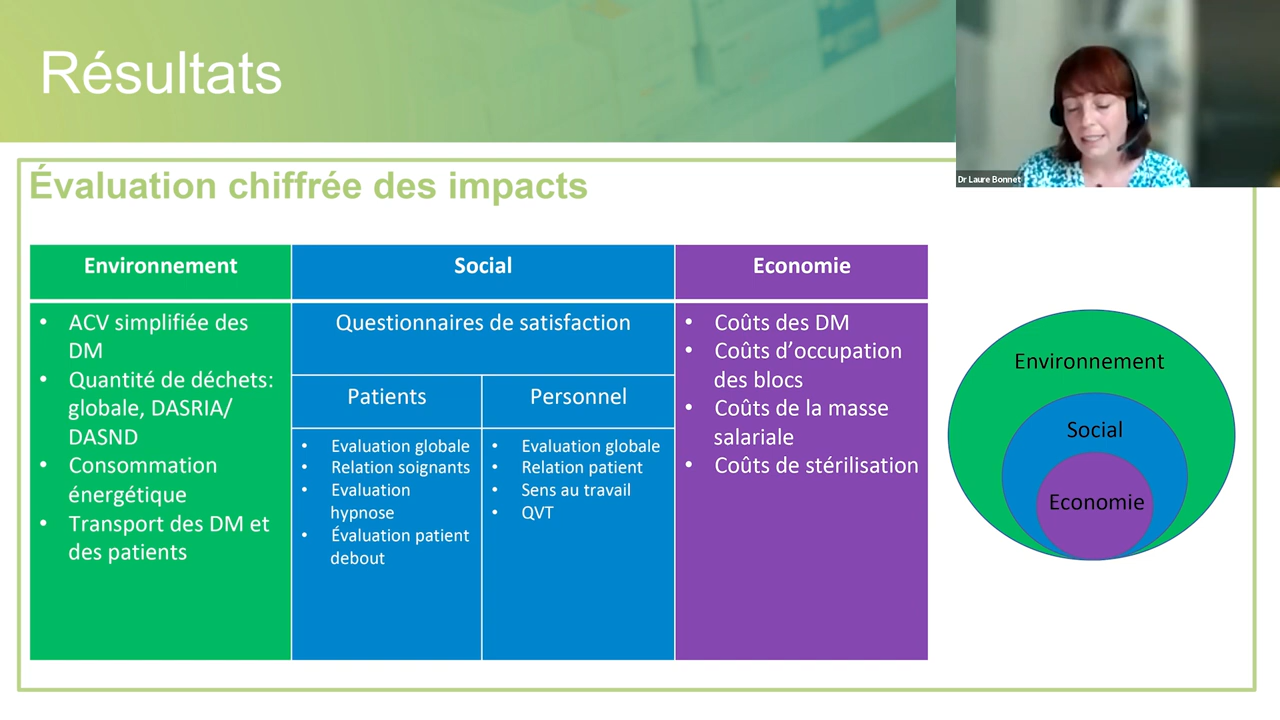 Résultats
Dr Laure Bonnet
Évaluation chiffrée des impacts
Environnement
Social
Economie
• ACV simplifiée des
DM
• Quantité de déchets:
globale, DASRIA/
DASND
• Consommation
énergétique
• Transport des DM et
des patients
Questionnaires de satisfaction
Patients
Personnel
• Evaluation globale
• Relation soignants
• Evaluation
hypnose
• Évaluation patient
debout
• Evaluation globale
• Relation patient
• Sens au travail
• QVT
• Coûts des DM
• Coûts d’occupation
des blocs
• Coûts de la masse
salariale
• Coûts de stérilisation
Environnement
Social
Economie